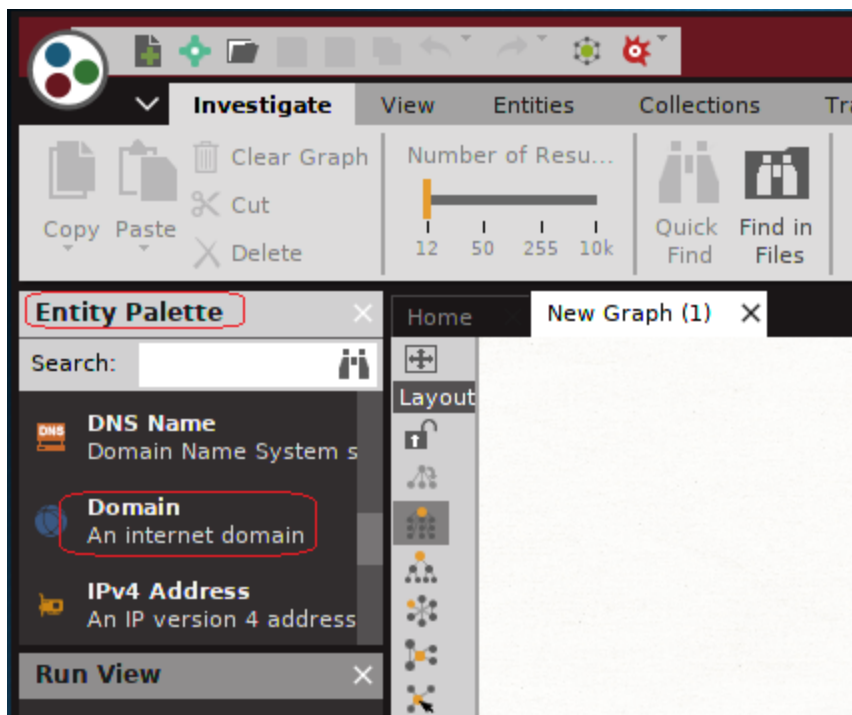 Investigate View Entities Collections Tra
Clear Graph
Cut
Delete
Copy Paste
Number of Resu...
12 50 255 10k
Quick Find
Find in Files
Entity Palette
Home New Graph (1)
Search:
Layout
DNS
DNS Name
Domain Name System s
Domain
An internet domain
IPv4 Address
An IP version 4 address
Run View